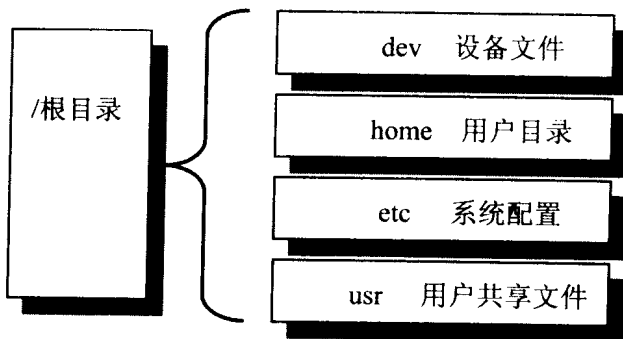 /根目录
dev 设备文件
home 用户目录
etc 系统配置
usr 用户共享文件